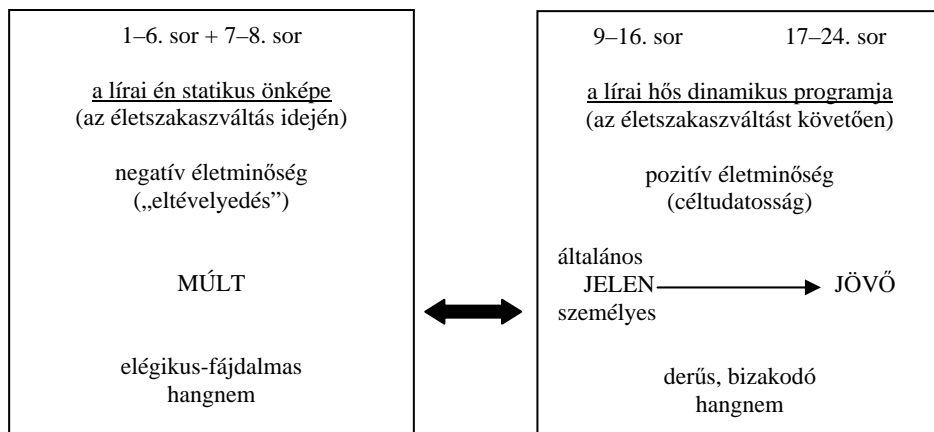 1–6. sor + 7–8. sor
a lírai én statikus önképe
(az életszakaszváltás idején)
negatív életminőség
(„eltévelyedés”)
MÚLT
elégikus-fájdalmas
hangnem
9–16. sor 17–24. sor
a lírai hős dinamikus programja
(az életszakaszváltást követően)
pozitív életminőség
(céltudatosság)
általános
JELEN JÖVŐ
személyes
derűs, bizakodó
hangnem